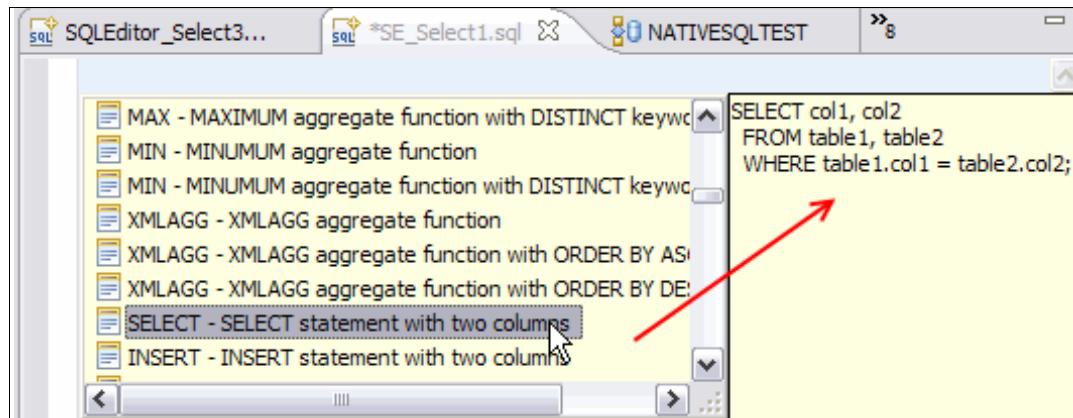 SQLEditor_Select3... *SE_Select1.sql NATIVESQLTEST »8
MAX - MAXIMUM aggregate function with DISTINCT keywo
MIN - MINUMUM aggregate function
MIN - MINUMUM aggregate function with DISTINCT keywo
XMLAGG - XMLAGG aggregate function
XMLAGG - XMLAGG aggregate function with ORDER BY AS
XMLAGG - XMLAGG aggregate function with ORDER BY DE
SELECT - SELECT statement with two columns
INSERT - INSERT statement with two columns
SELECT col1, col2
FROM table1, table2
WHERE table1.col1 = table2.col2;